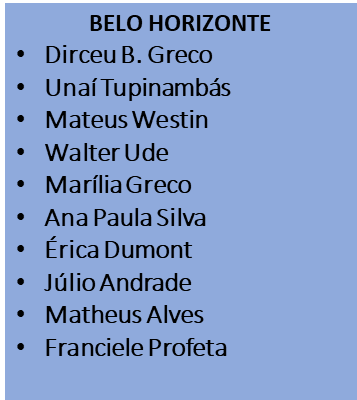 BELO HORIZONTE
• Dirceu B. Greco
• Unaí Tupinambás
• Mateus Westin
• Walter Ude
• Marília Greco
• Ana Paula Silva
• Érica Dumont
• Júlio Andrade
• Matheus Alves
• Franciele Profeta